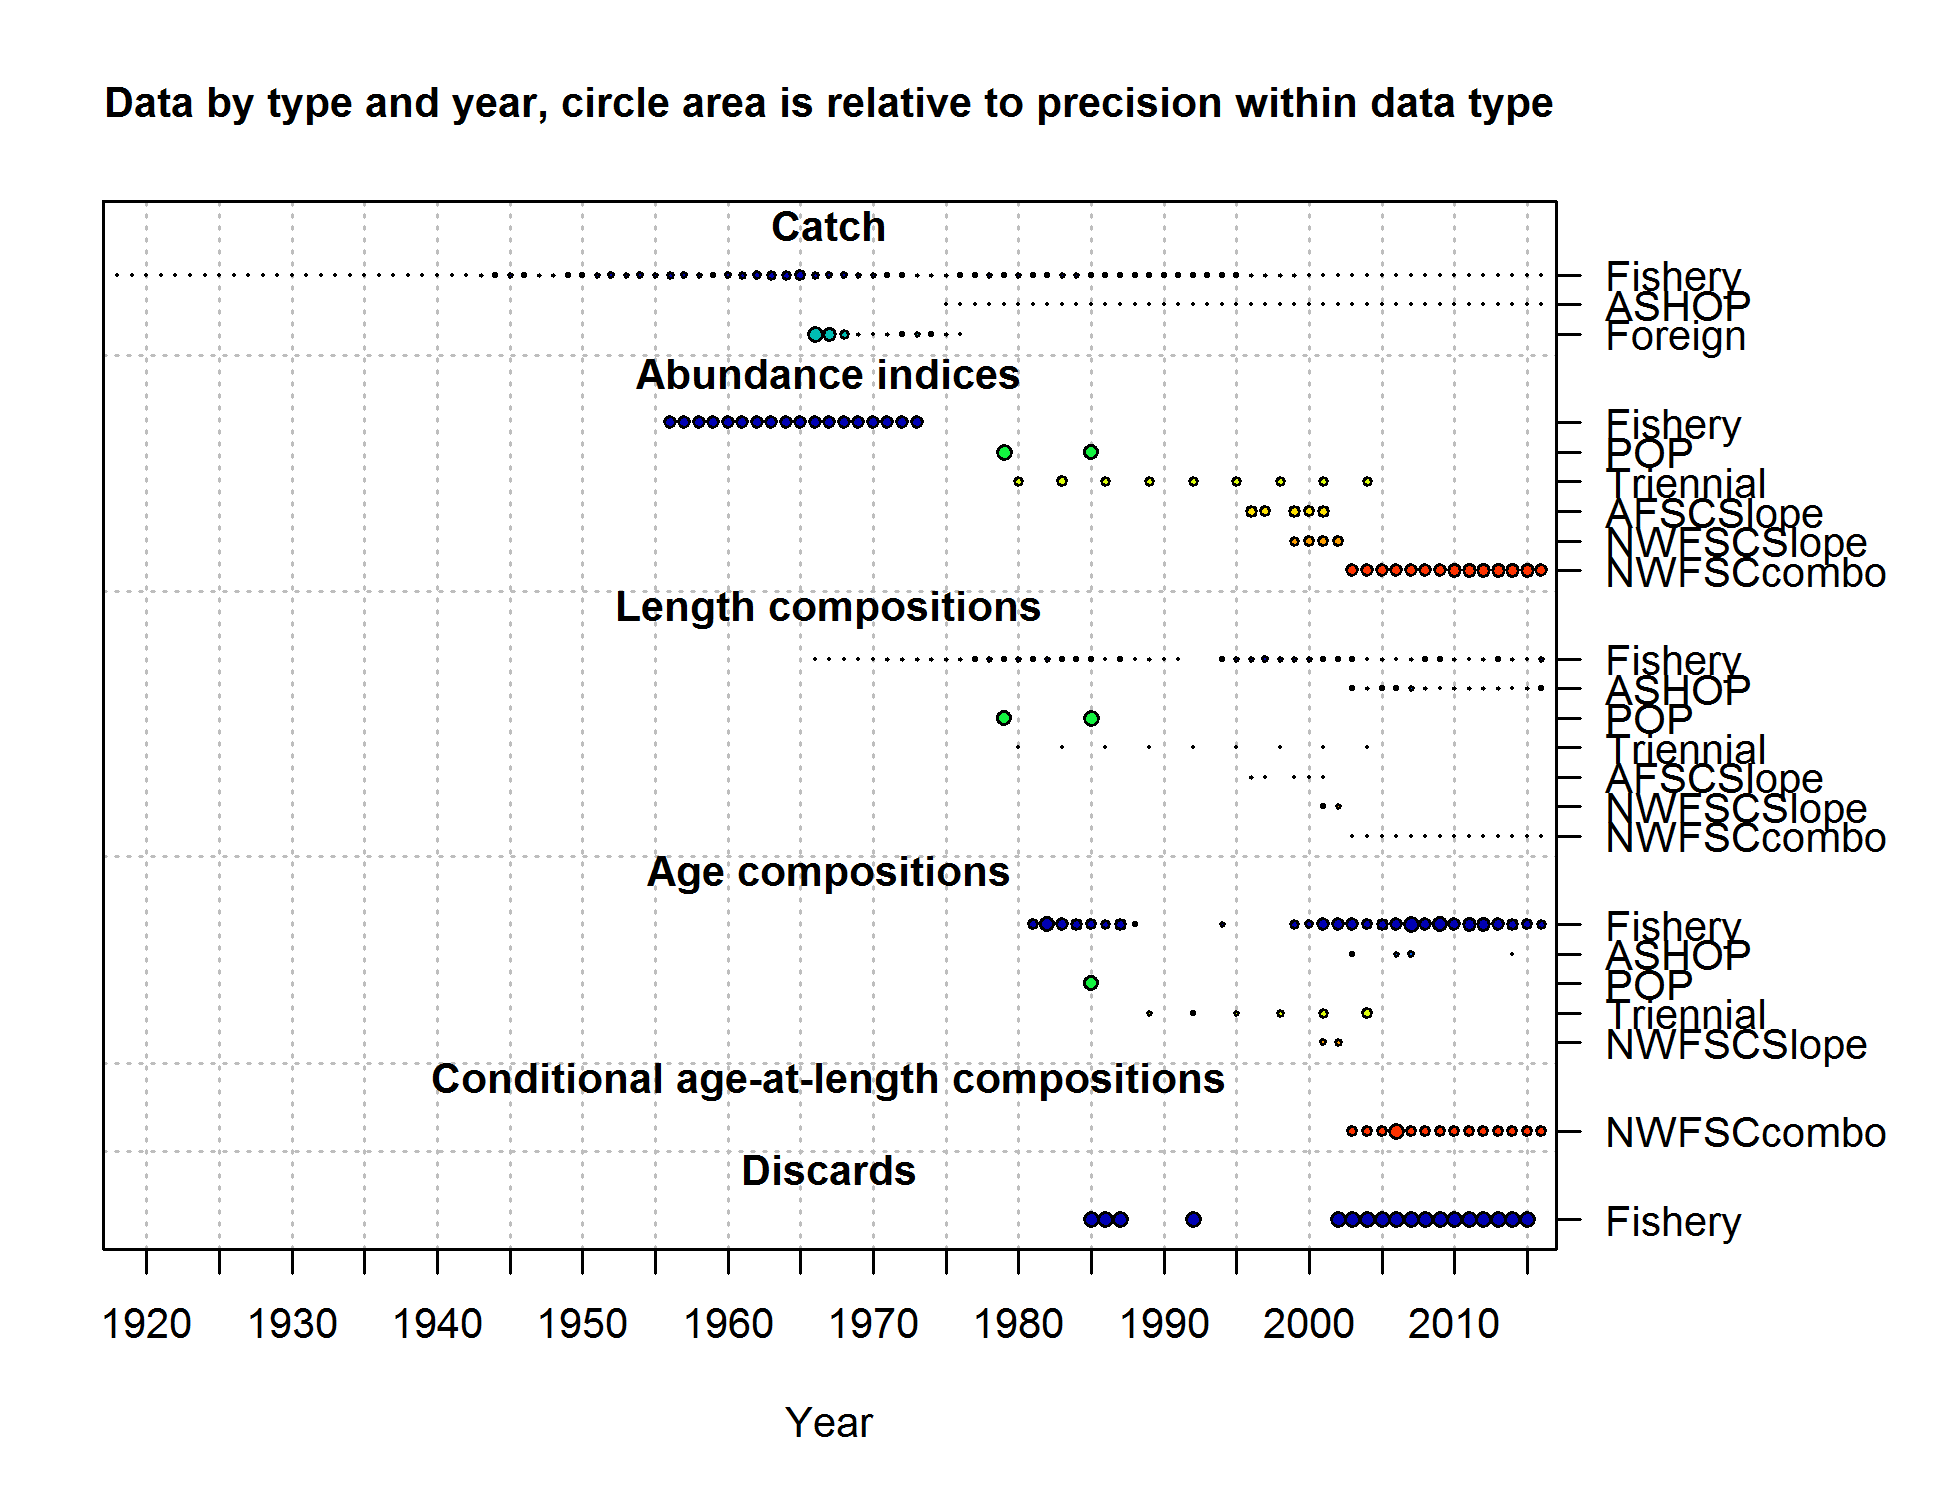 Data by type and year, circle area is relative to precision within data type
Catch
Fishery
ASHOP
Foreign
Abundance indices
Fishery
POP
Triennial
AFSCSlope
NWFSCSlope
NWFSCcombo
Length compositions
Fishery
ASHOP
POP
Triennial
AFSCSlope
NWFSCSlope
NWFSCcombo
Age compositions
Fishery
ASHOP
POP
Triennial
NWFSCSlope
Conditional age-at-length compositions
NWFSCcombo
Discards
Fishery
1920 1930 1940 1950 1960 1970 1980 1990 2000 2010
Year